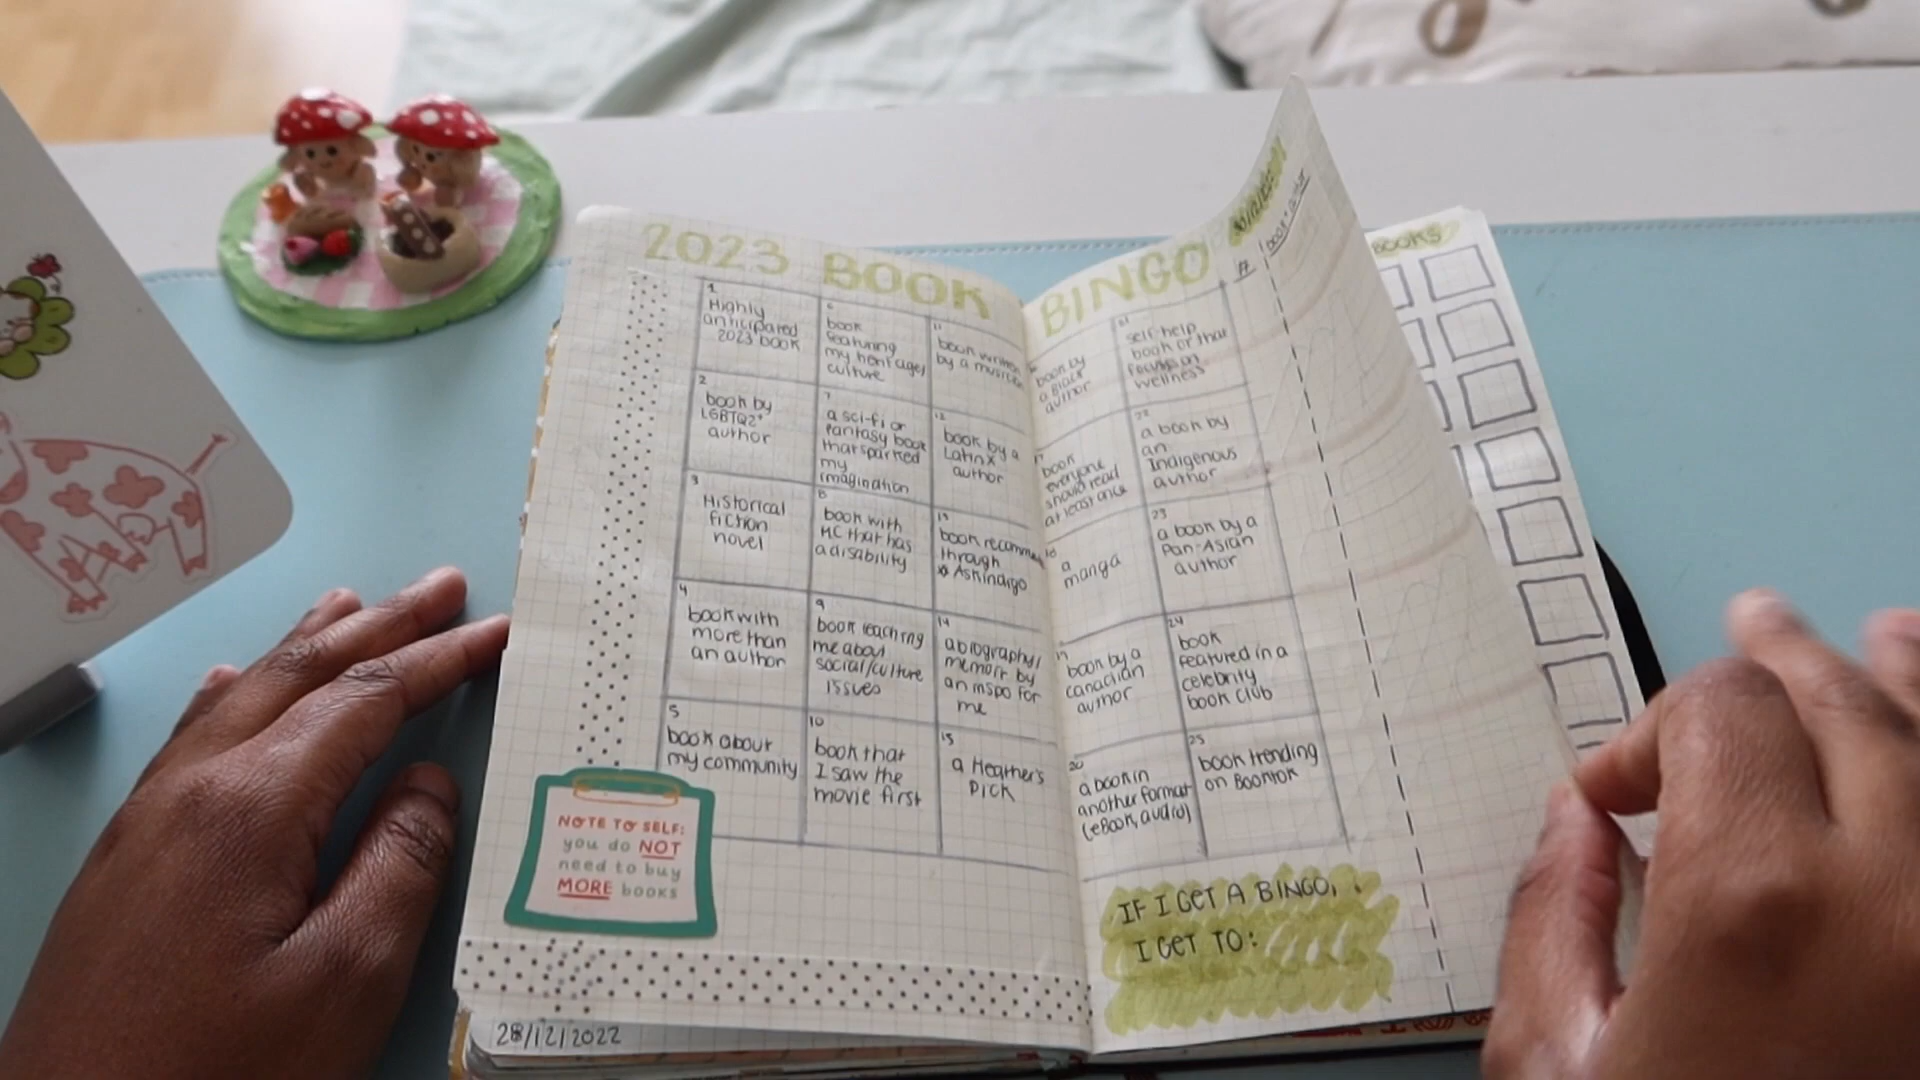 2023 BOOK BINGO
1
Highly
anticipated
2023 book
2
book by
LGBTQ2+
author
3
Historical
fiction
novel
4
book with
more than
an author
5
book about
my community
6
book
featuring
my heritage/
culture
7
a sci-fi or
fantasy book
that sparked
my
imagination
8
book with
MC that has
a disability
9
book teaching
me about
social/culture
issues
10
book that
I saw the
movie first
11
book written
by a
12
book by a
Latinx
author
13
book
through
Ashindigo
14
a biography/
memoir by
an inspo for
me
15
a Heather's
Pick
book by
a Black
author
17
book
everyone
should read
at least once
18
a
manga
19
book by a
canadian
author
20
a book in
another format
(eBook, audio)
21
self-help
book or that
focus on
wellness
22
a book by
an
Indigenous
author
23
a book by a
Pan-Asian
author
24
book
featured in a
celebrity
book club
25
book trending
on Booktok
NOTE TO SELF:
you do NOT
need to buy
MORE books
IF I GET A BINGO,
I GET TO:
28/12/2022
#
BOOKS